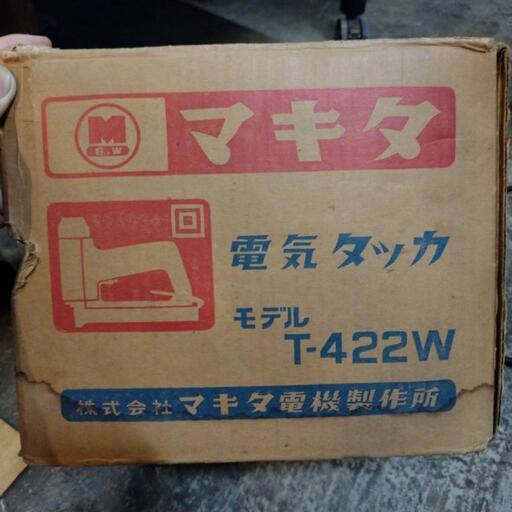 M
E.W
マキタ
電気タッカ
モデル
T-422W
株式会社 マキタ電機製作所